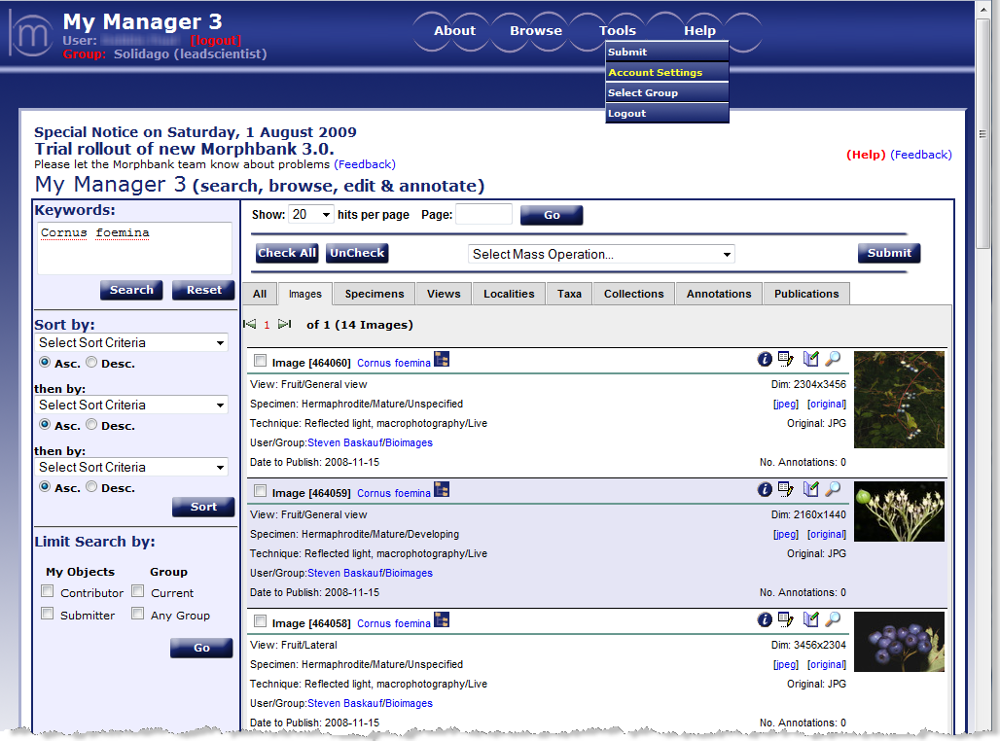 My Manager 3
User: [logout]
Group: Solidago (leadscientist)
About Browse Tools Help
Submit
Account Settings
Select Group
Logout
Special Notice on Saturday, 1 August 2009
Trial rollout of new Morphbank 3.0.
Please let the Morphbank team know about problems (Feedback)
(Help) (Feedback)
My Manager 3 (search, browse, edit & annotate)
Keywords:
Cornus foemina
Search Reset
Sort by:
Select Sort Criteria
Asc. Desc.
then by:
Select Sort Criteria
Asc. Desc.
then by:
Select Sort Criteria
Asc. Desc.
Sort
Limit Search by:
My Objects Group
Contributor Current
Submitter Any Group
Go
Show: 20 hits per page Page: Go
Check All UnCheck Select Mass Operation... Submit
All Images Specimens Views Localities Taxa Collections Annotations Publications
1 of 1 (14 Images)
Image [464060] Cornus foemina
View: Fruit/General view Dim: 2304x3456
Specimen: Hermaphrodite/Mature/Unspecified [jpeg] [original]
Technique: Reflected light, macrophotography/Live Original: JPG
User/Group:Steven Baskauf/Bioimages
Date to Publish: 2008-11-15 No. Annotations: 0
Image [464059] Cornus foemina
View: Fruit/General view Dim: 2160x1440
Specimen: Hermaphrodite/Mature/Developing [jpeg] [original]
Technique: Reflected light, macrophotography/Live Original: JPG
User/Group:Steven Baskauf/Bioimages
Date to Publish: 2008-11-15 No. Annotations: 0
Image [464058] Cornus foemina
View: Fruit/Lateral Dim: 3456x2304
Specimen: Hermaphrodite/Mature/Unspecified [jpeg] [original]
Technique: Reflected light, macrophotography/Live Original: JPG
User/Group:Steven Baskauf/Bioimages
Date to Publish: 2008-11-15 No. Annotations: 0